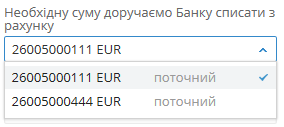 Необхідну суму доручаємо Банку списати з
рахунку
26005000111 EUR
26005000111 EUR поточний
26005000444 EUR поточний